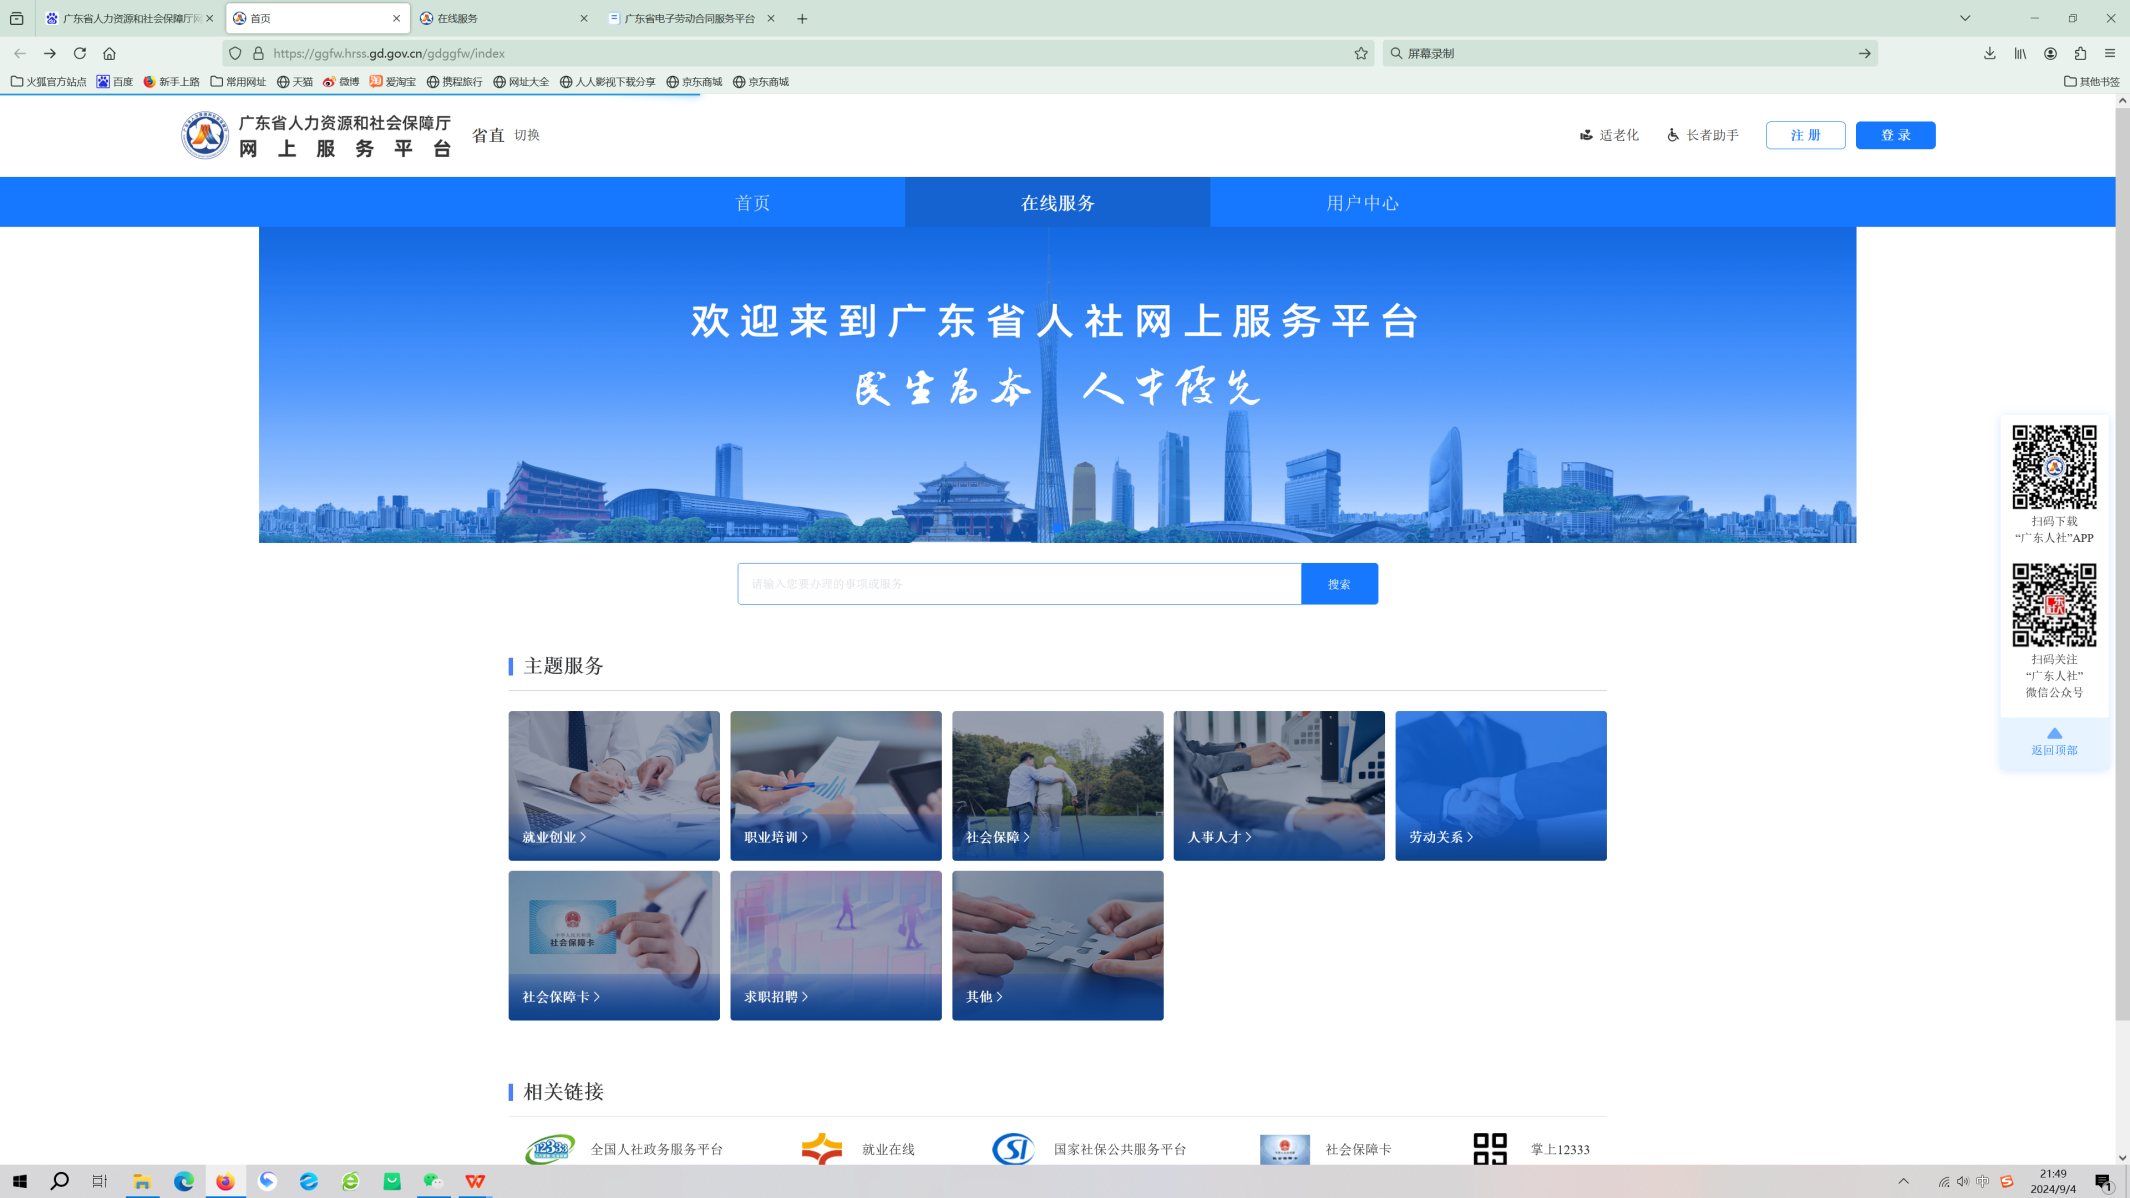 广东省人力资源和社会保障厅网
首页
在线服务
广东省电子劳动合同服务平台
https://ggfw.hrss.gd.gov.cn/gdggfw/index
屏幕录制
火狐官方站点
百度
新手上路
常用网址
天猫
微博
爱淘宝
携程旅行
网址大全
人人影视下载分享
京东商城
京东商城
其他书签
广东省人力资源和社会保障厅
网上服务平台
省直 切换
适老化
长者助手
注册
登录
首页
在线服务
用户中心
欢迎来到广东省人社网上服务平台
民生為本 人才優先
请输入您要办理的事项或服务
搜索
扫码下载
“广东人社”APP
扫码关注
“广东人社”
微信公众号
返回顶部
主题服务
就业创业
职业培训
社会保障
人事人才
劳动关系
社会保障卡
社会保障卡
求职招聘
其他
相关链接
12333
全国人社政务服务平台
就业在线
SI
国家社保公共服务平台
社会保障卡
掌上12333
中
21:49
2024/9/4
1